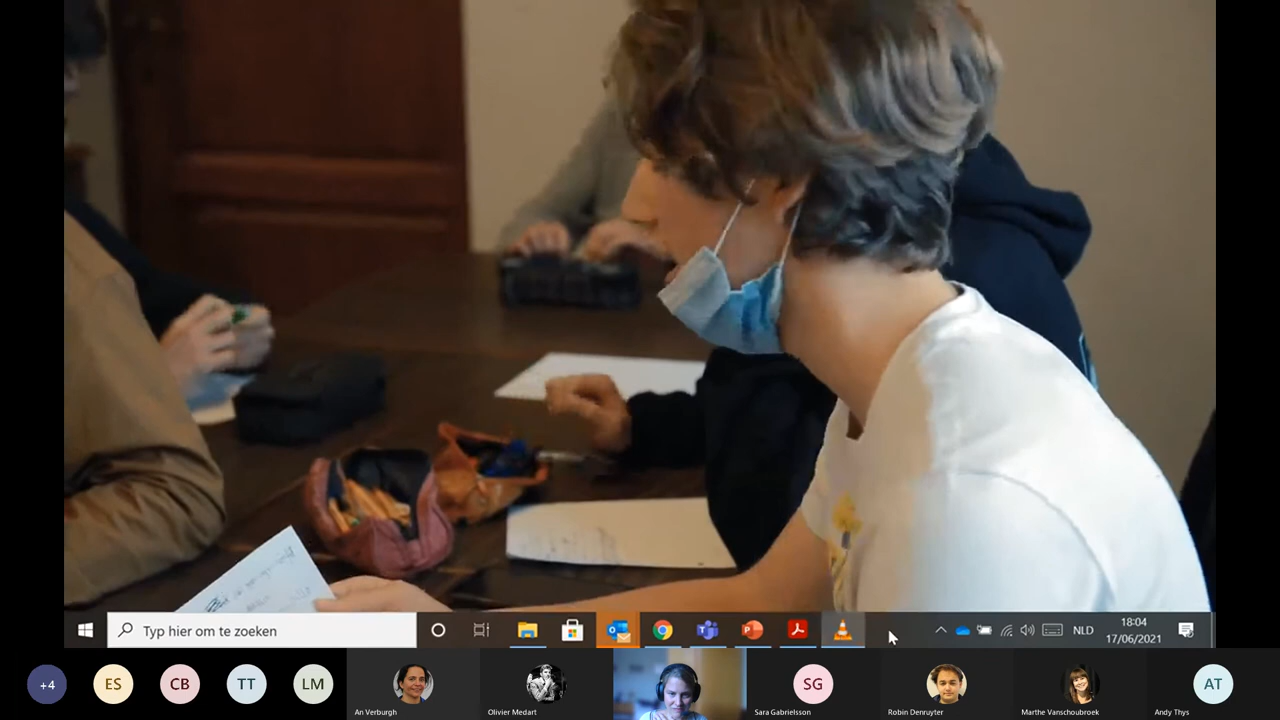 Typ hier om te zoeken
NLD
18:04
17/06/2021
+4
ES
CB
TT
LM
An Verburgh
Olivier Medart
SG
Sara Gabrielsson
Robin Denruyter
Marthe Vanschoubroek
AT
Andy Thys